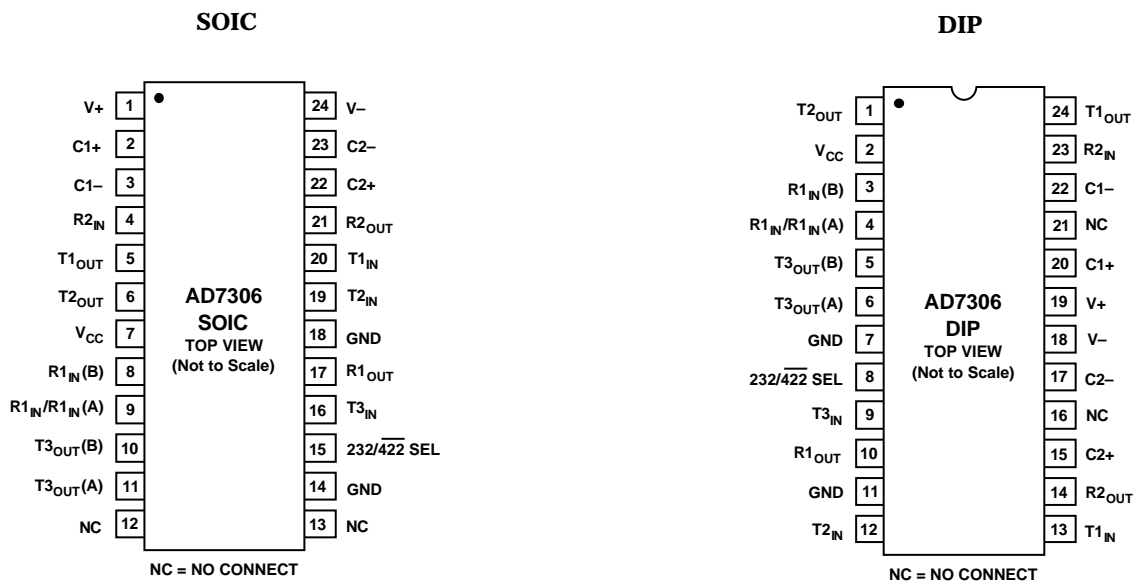 SOIC
V+ 1 24 V–
C1+ 2 23 C2–
C1– 3 22 C2+
R2IN 4 21 R2OUT
T1OUT 5 20 T1IN
T2OUT 6 19 T2IN
VCC 7 18 GND
R1IN(B) 8 17 R1OUT
R1IN/R1IN(A) 9 16 T3IN
T3OUT(B) 10 15 232/4̅2̅2̅ SEL
T3OUT(A) 11 14 GND
NC 12 13 NC
AD7306
SOIC
TOP VIEW
(Not to Scale)
NC = NO CONNECT
DIP
T2OUT 1 24 T1OUT
VCC 2 23 R2IN
R1IN(B) 3 22 C1–
R1IN/R1IN(A) 4 21 NC
T3OUT(B) 5 20 C1+
T3OUT(A) 6 19 V+
GND 7 18 V–
232/4̅2̅2̅ SEL 8 17 C2–
T3IN 9 16 NC
R1OUT 10 15 C2+
GND 11 14 R2OUT
T2IN 12 13 T1IN
AD7306
DIP
TOP VIEW
(Not to Scale)
NC = NO CONNECT